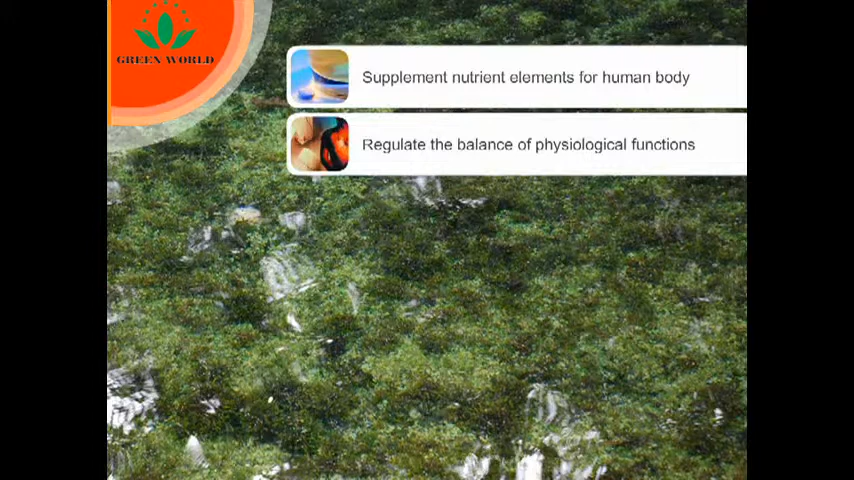 GREEN WORLD
Supplement nutrient elements for human body
Regulate the balance of physiological functions